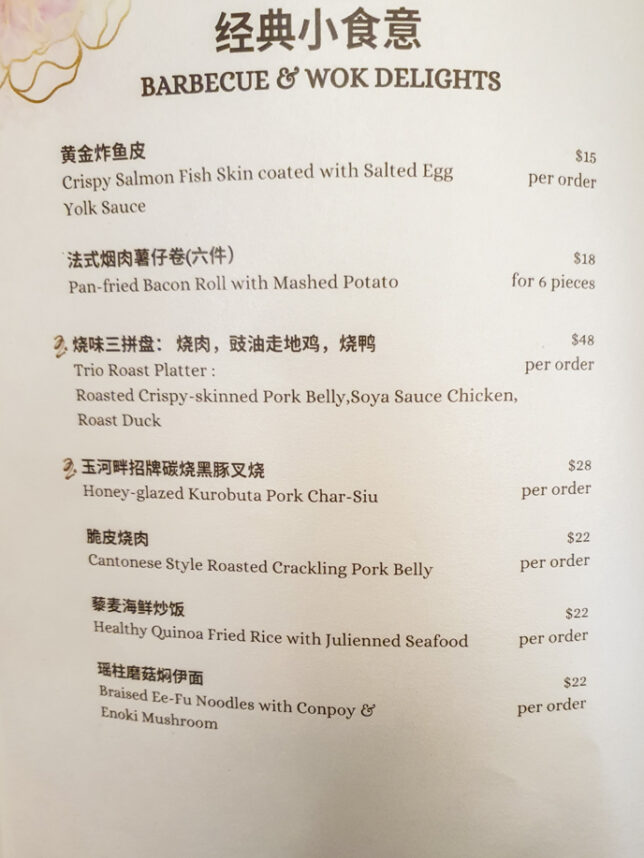 经典小食意
BARBECUE & WOK DELIGHTS
黄金炸鱼皮
Crispy Salmon Fish Skin coated with Salted Egg
Yolk Sauce
$15
per order
法式烟肉薯仔卷(六件）
Pan-fried Bacon Roll with Mashed Potato
$18
for 6 pieces
烧味三拼盘： 烧肉，豉油走地鸡，烧鸭
Trio Roast Platter :
Roasted Crispy-skinned Pork Belly,Soya Sauce Chicken,
Roast Duck
$48
per order
玉河畔招牌碳烧黑豚叉烧
Honey-glazed Kurobuta Pork Char-Siu
$28
per order
脆皮烧肉
Cantonese Style Roasted Crackling Pork Belly
$22
per order
藜麦海鲜炒饭
Healthy Quinoa Fried Rice with Julienned Seafood
$22
per order
瑶柱磨菇焖伊面
Braised Ee-Fu Noodles with Conpoy &
Enoki Mushroom
$22
per order